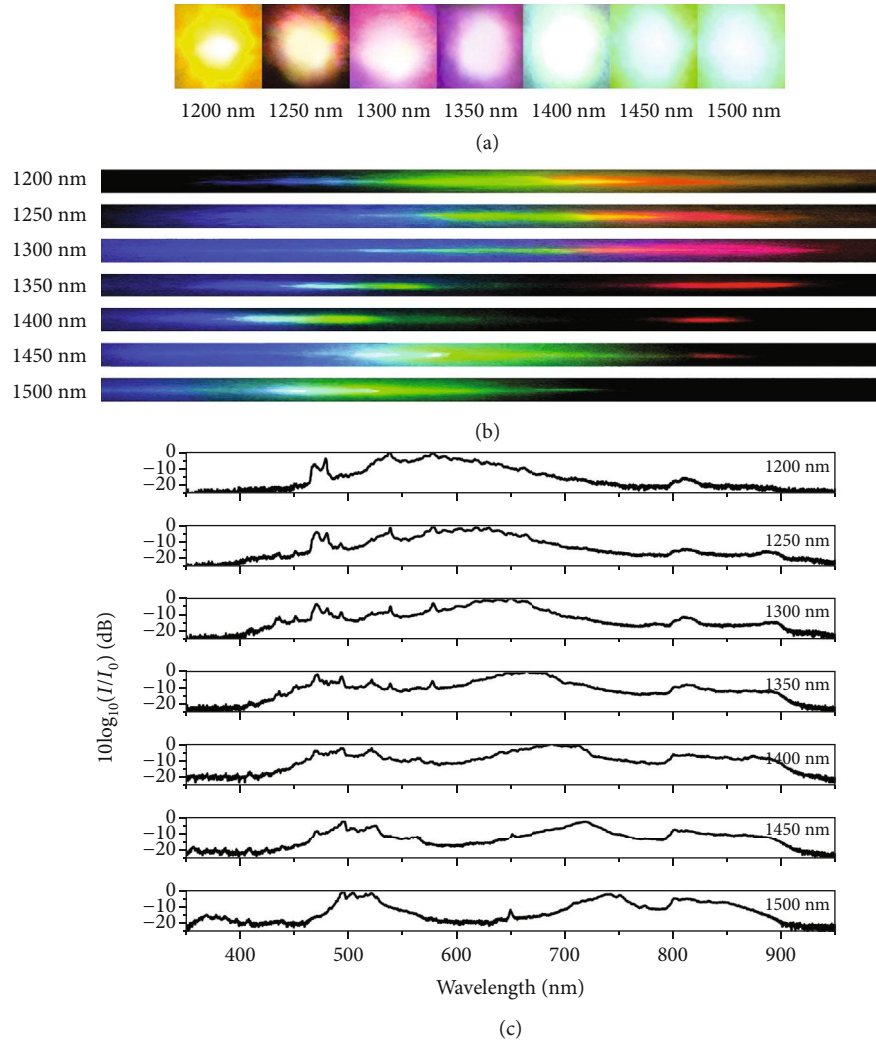 1200 nm 1250 nm 1300 nm 1350 nm 1400 nm 1450 nm 1500 nm
(a)
1200 nm
1250 nm
1300 nm
1350 nm
1400 nm
1450 nm
1500 nm
(b)
10log10(I/I0) (dB)
0
−10
−20
1200 nm
0
−10
−20
1250 nm
0
−10
−20
1300 nm
0
−10
−20
1350 nm
0
−10
−20
1400 nm
0
−10
−20
1450 nm
0
−10
−20
1500 nm
400 500 600 700 800 900
Wavelength (nm)
(c)